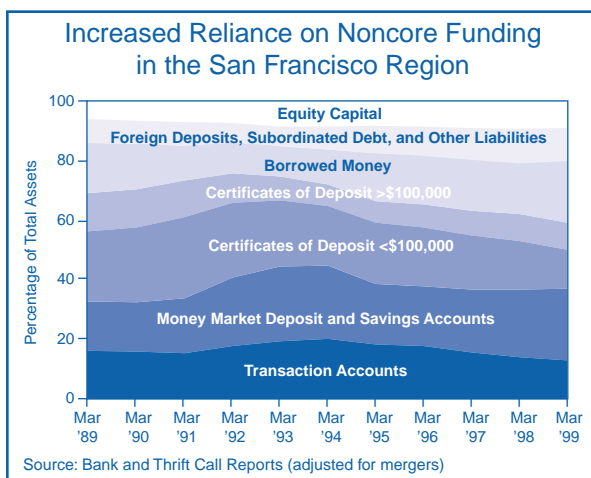 Increased Reliance on Noncore Funding
in the San Francisco Region
Percentage of Total Assets
100
80
60
40
20
0
Equity Capital
Foreign Deposits, Subordinated Debt, and Other Liabilities
Borrowed Money
Certificates of Deposit >$100,000
Certificates of Deposit <$100,000
Money Market Deposit and Savings Accounts
Transaction Accounts
Mar Mar Mar Mar Mar Mar Mar Mar Mar Mar Mar
’89 ’90 ’91 ’92 ’93 ’94 ’95 ’96 ’97 ’98 ’99
Source: Bank and Thrift Call Reports (adjusted for mergers)